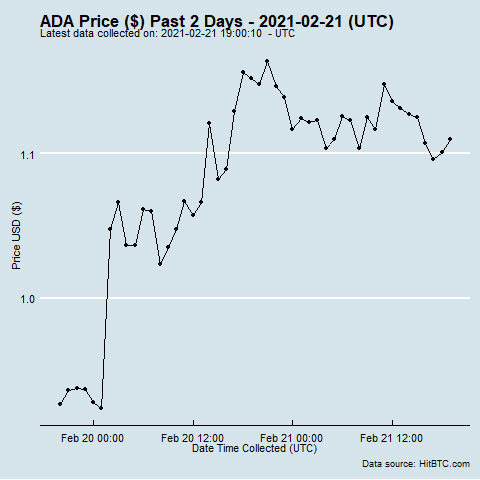 ADA Price ($) Past 2 Days - 2021-02-21 (UTC)
Latest data collected on: 2021-02-21 19:00:10  - UTC
Price USD ($)
1.1
1.0
Feb 20 00:00
Feb 20 12:00
Feb 21 00:00
Feb 21 12:00
Date Time Collected (UTC)
Data source: HitBTC.com